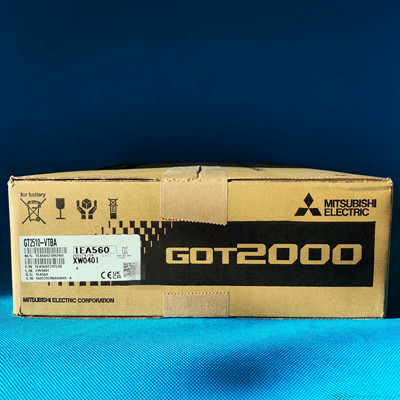 for battery
MITSUBISHI
ELECTRIC
GT2510-VTBA
1EA560
XW0401
GOT2000
MITSUBISHI ELECTRIC CORPORATION